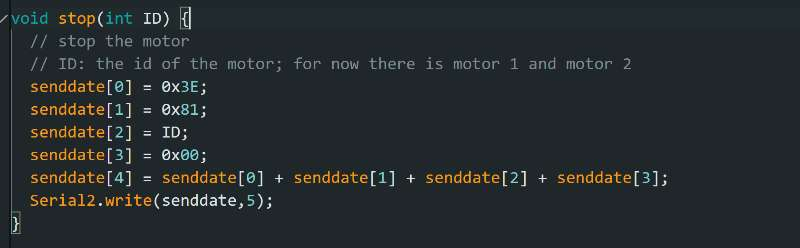 void stop(int ID) {
// stop the motor
// ID: the id of the motor; for now there is motor 1 and motor 2
senddate[0] = 0x3E;
senddate[1] = 0x81;
senddate[2] = ID;
senddate[3] = 0x00;
senddate[4] = senddate[0] + senddate[1] + senddate[2] + senddate[3];
Serial2.write(senddate,5);
}